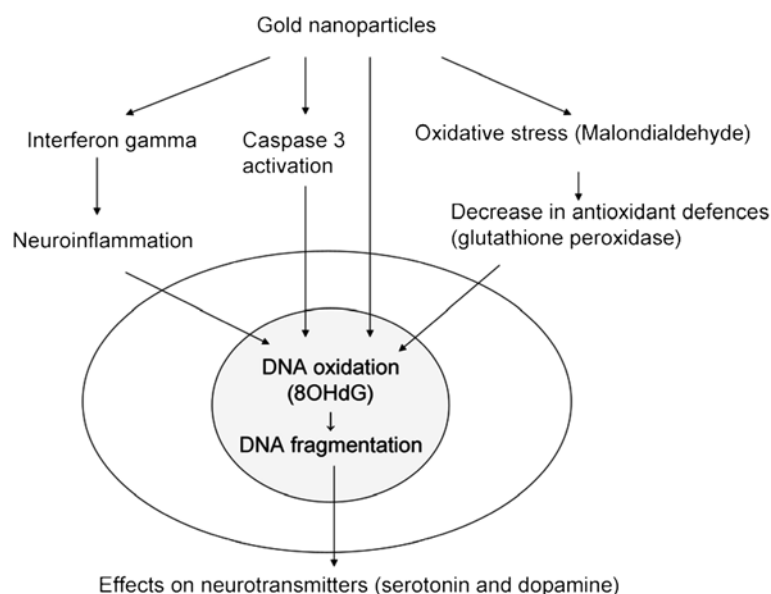 Gold nanoparticles
Interferon gamma
Caspase 3
activation
Oxidative stress (Malondialdehyde)
Neuroinflammation
Decrease in antioxidant defences
(glutathione peroxidase)
DNA oxidation
(8OHdG)
DNA fragmentation
Effects on neurotransmitters (serotonin and dopamine)